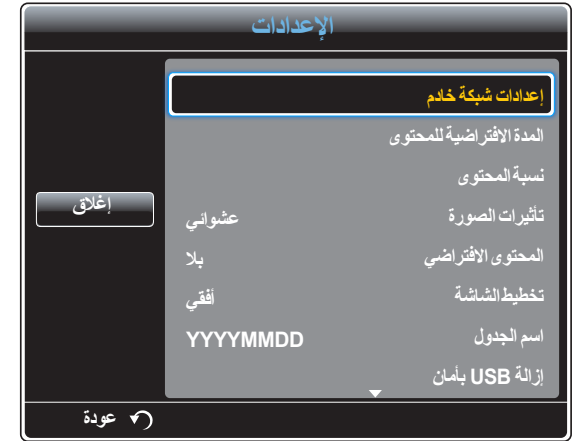 الإعدادات
إعدادات شبكة خادم
المدة الافتراضية للمحتوى
نسبة المحتوى
تأثيرات الصورة عشوائي
المحتوى الافتراضي بلا
تخطيط الشاشة أفقي
اسم الجدول YYYYMMDD
إزالة USB بأمان
إغلاق
عودة